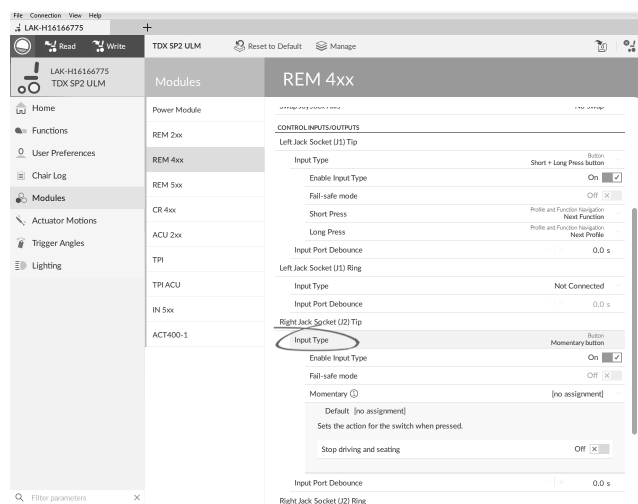 File Connection View Help
LAK-H16166775
Read Write TDX SP2 ULM Reset to Default Manage
LAK-H16166775
TDX SP2 ULM
Modules
REM 4xx
Home
Functions
User Preferences
Chair Log
Modules
Actuator Motions
Trigger Angles
Lighting
Filter parameters
Power Module
REM 2xx
REM 4xx
REM 5xx
CR 4xx
ACU 2xx
TPI
TPI ACU
IN 5xx
ACT400-1
CONTROL INPUTS/OUTPUTS
Left Jack Socket (J1) Tip
Button
Input Type Short + Long Press button
Enable Input Type On
Fail-safe mode Off
Profile and Function Navigation
Short Press Next Function
Profile and Function Navigation
Long Press Next Profile
Input Port Debounce 0.0 s
Left Jack Socket (J1) Ring
Input Type Not Connected
Input Port Debounce 0.0 s
Right Jack Socket (J2) Tip
Button
Input Type Momentary button
Enable Input Type On
Fail-safe mode Off
Momentary [no assignment]
Default [no assignment]
Sets the action for the switch when pressed.
Stop driving and seating Off
Input Port Debounce 0.0 s
Right Jack Socket (J2) Ring